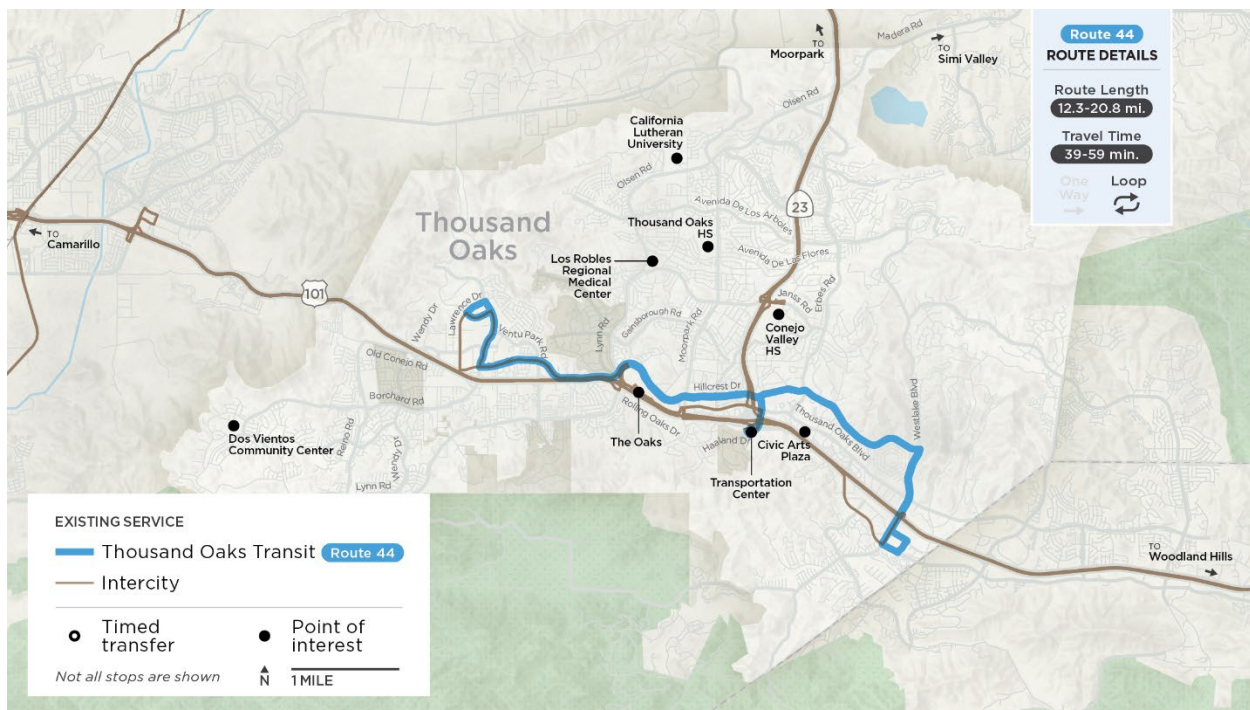 TO
Moorpark
Madera Rd
TO
Simi Valley
Route 44
ROUTE DETAILS
Route Length
12.3-20.8 mi.
Travel Time
39-59 min.
One
Way
Loop
Olsen Rd
California
Lutheran
University
Olsen Rd
Avenida De Los Arboles
23
Thousand
Oaks
Thousand Oaks
HS
Avenida De Las Flores
TO
Camarillo
Los Robles
Regional
Medical
Center
101
Janss Rd
Erbes Rd
Conejo
Valley
HS
Wendy Dr
Lawrence Dr
Ventu Park Rd
Lynn Rd
Gansborough Rd
Moorpark Rd
Old Conejo Rd
Hillcrest Dr
Westlake Blvd
Borchard Rd
Rolling Oaks Dr
Thousand Oaks Blvd
Dos Vientos
Community Center
Reino Rd
Wendy Dr
The Oaks
Haaland Dr
Civic Arts
Plaza
Lynn Rd
Transportation
Center
TO
Woodland Hills
EXISTING SERVICE
Thousand Oaks Transit Route 44
Intercity
Timed
transfer
Point of
interest
Not all stops are shown
N
1 MILE